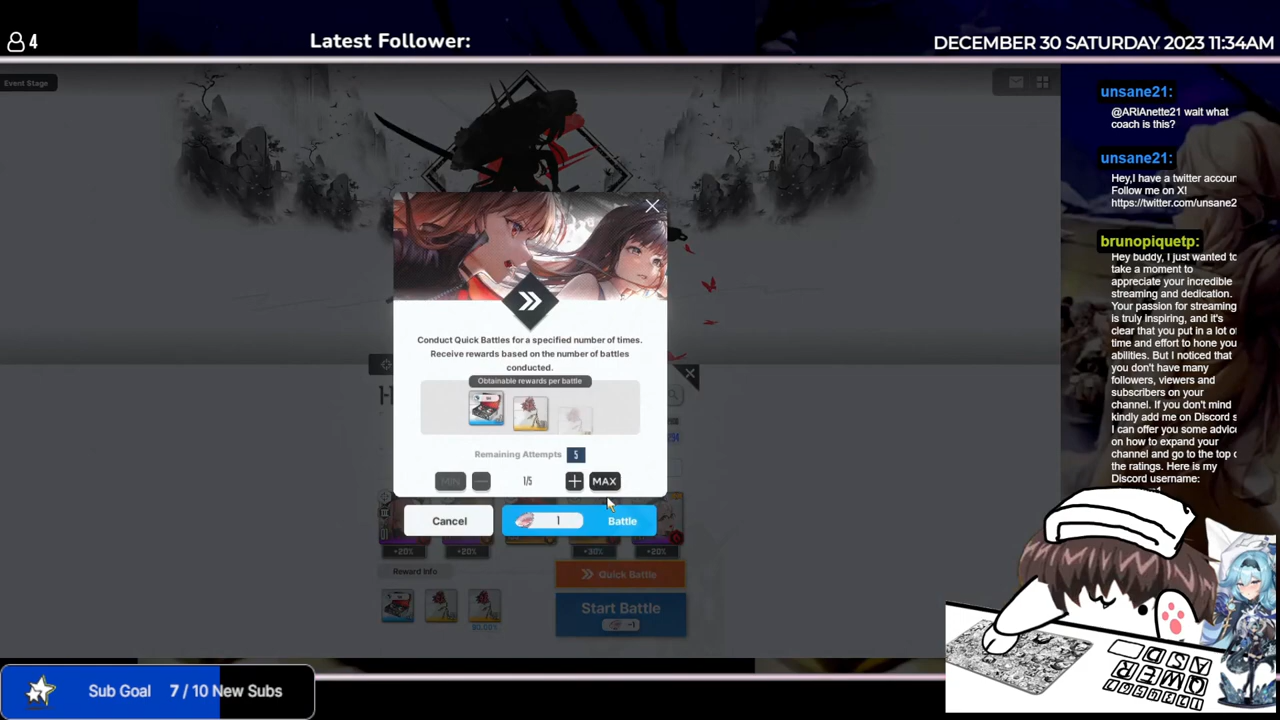 4
Latest Follower:
DECEMBER 30 SATURDAY 2023 11:34AM
Event Stage
unsane21:
@ARIAnette21 wait what
coach is this?
unsane21:
Hey,I have a twitter accoun
Follow me on X!
https://twitter.com/unsane2
brunopiquetp:
Hey buddy, I just wanted to
take a moment to
appreciate your incredible
streaming and dedication.
Your passion for streaming
is truly inspiring, and it's
clear that you put in a lot of
time and effort to hone you
abilities. But I noticed that
you don't have many
followers, viewers and
subscribers on your
channel. If you don't mind
kindly add me on Discord s
I can offer you some advic
on how to expand your
channel and go to the top o
the ratings. Here is my
Discord username:
Conduct Quick Battles for a specified number of times.
Receive rewards based on the number of battles
conducted.
Obtainable rewards per battle
Remaining Attempts 5
MIN 1/5 MAX
Cancel 1 Battle
+20% +20% +30% +20%
Reward Info
Quick Battle
Start Battle
-1
Sub Goal 7 / 10 New Subs
D S A
R E W Q